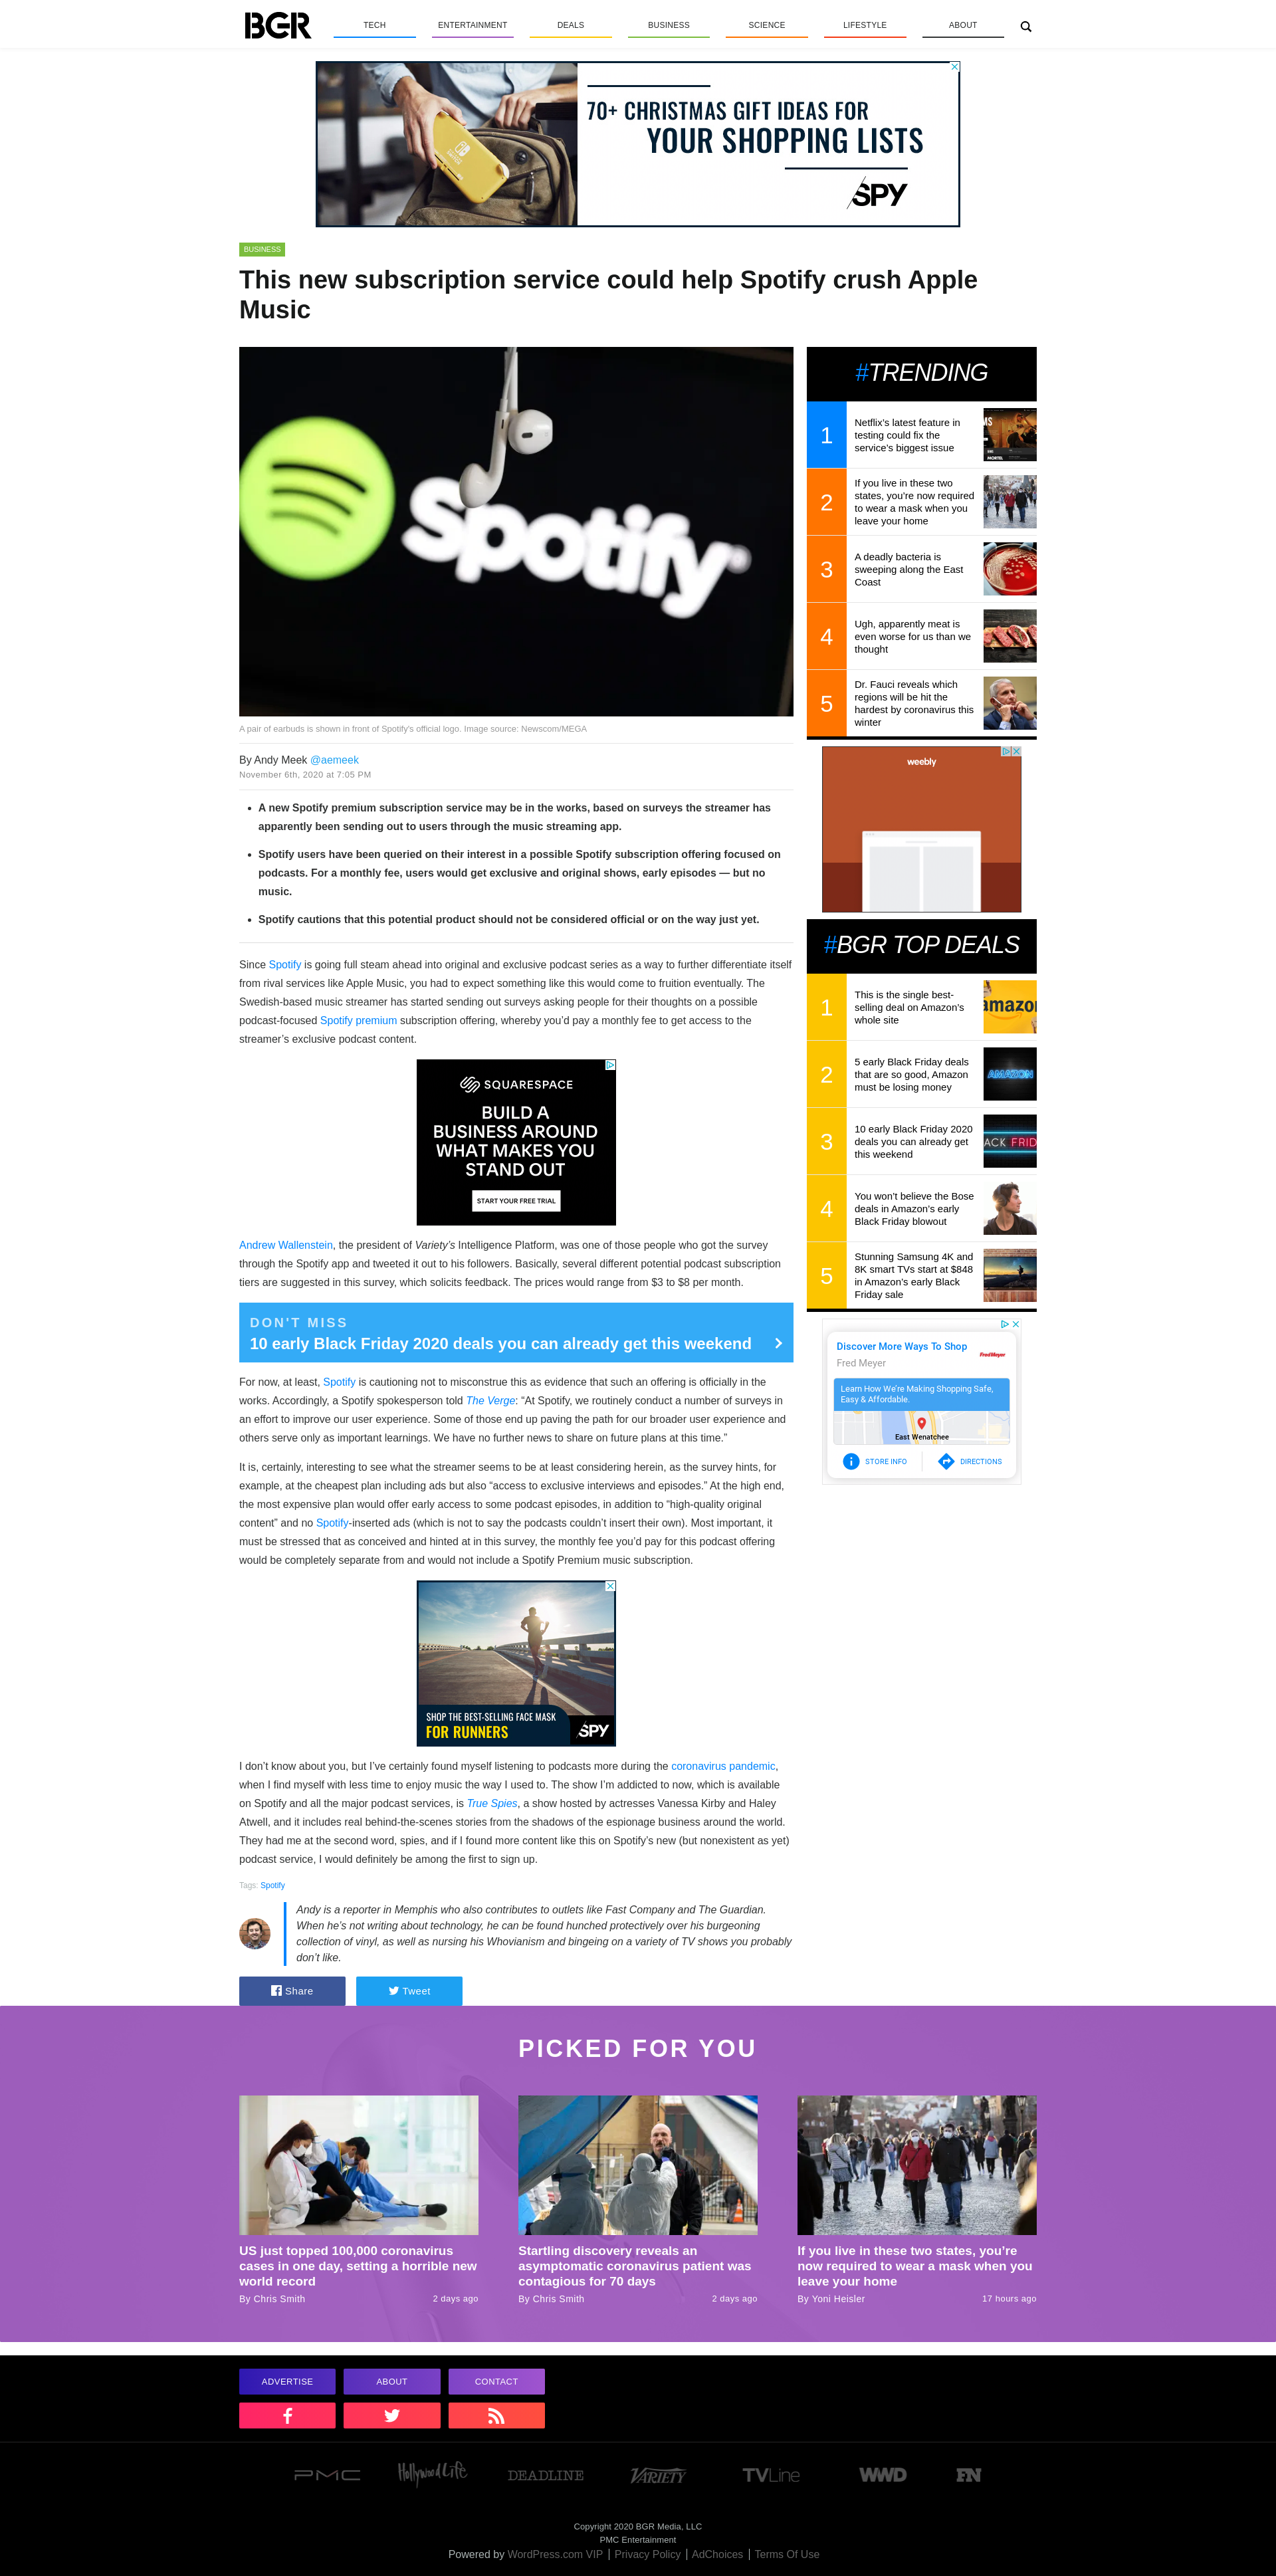 BGR
TECH
ENTERTAINMENT
DEALS
BUSINESS
SCIENCE
LIFESTYLE
ABOUT
70+ CHRISTMAS GIFT IDEAS FOR
YOUR SHOPPING LISTS
SPY
BUSINESS
This new subscription service could help Spotify crush Apple
Music
Spotify
A pair of earbuds is shown in front of Spotify's official logo. Image source: Newscom/MEGA
By Andy Meek @aemeek
November 6th, 2020 at 7:05 PM
• A new Spotify premium subscription service may be in the works, based on surveys the streamer has
apparently been sending out to users through the music streaming app.
• Spotify users have been queried on their interest in a possible Spotify subscription offering focused on
podcasts. For a monthly fee, users would get exclusive and original shows, early episodes — but no
music.
• Spotify cautions that this potential product should not be considered official or on the way just yet.
Since Spotify is going full steam ahead into original and exclusive podcast series as a way to further differentiate itself
from rival services like Apple Music, you had to expect something like this would come to fruition eventually. The
Swedish-based music streamer has started sending out surveys asking people for their thoughts on a possible
podcast-focused Spotify premium subscription offering, whereby you’d pay a monthly fee to get access to the
streamer’s exclusive podcast content.
SQUARESPACE
BUILD A
BUSINESS AROUND
WHAT MAKES YOU
STAND OUT
START YOUR FREE TRIAL
Andrew Wallenstein, the president of Variety’s Intelligence Platform, was one of those people who got the survey
through the Spotify app and tweeted it out to his followers. Basically, several different potential podcast subscription
tiers are suggested in this survey, which solicits feedback. The prices would range from $3 to $8 per month.
DON'T MISS
10 early Black Friday 2020 deals you can already get this weekend
For now, at least, Spotify is cautioning not to misconstrue this as evidence that such an offering is officially in the
works. Accordingly, a Spotify spokesperson told The Verge: “At Spotify, we routinely conduct a number of surveys in
an effort to improve our user experience. Some of those end up paving the path for our broader user experience and
others serve only as important learnings. We have no further news to share on future plans at this time.”
It is, certainly, interesting to see what the streamer seems to be at least considering herein, as the survey hints, for
example, at the cheapest plan including ads but also “access to exclusive interviews and episodes.” At the high end,
the most expensive plan would offer early access to some podcast episodes, in addition to “high-quality original
content” and no Spotify-inserted ads (which is not to say the podcasts couldn’t insert their own). Most important, it
must be stressed that as conceived and hinted at in this survey, the monthly fee you’d pay for this podcast offering
would be completely separate from and would not include a Spotify Premium music subscription.
SHOP THE BEST-SELLING FACE MASK
FOR RUNNERS
SPY
I don’t know about you, but I’ve certainly found myself listening to podcasts more during the coronavirus pandemic,
when I find myself with less time to enjoy music the way I used to. The show I’m addicted to now, which is available
on Spotify and all the major podcast services, is True Spies, a show hosted by actresses Vanessa Kirby and Haley
Atwell, and it includes real behind-the-scenes stories from the shadows of the espionage business around the world.
They had me at the second word, spies, and if I found more content like this on Spotify’s new (but nonexistent as yet)
podcast service, I would definitely be among the first to sign up.
Tags: Spotify
Andy is a reporter in Memphis who also contributes to outlets like Fast Company and The Guardian.
When he’s not writing about technology, he can be found hunched protectively over his burgeoning
collection of vinyl, as well as nursing his Whovianism and bingeing on a variety of TV shows you probably
don’t like.
Share
Tweet
#TRENDING
1
Netflix’s latest feature in
testing could fix the
service’s biggest issue
2
If you live in these two
states, you’re now required
to wear a mask when you
leave your home
3
A deadly bacteria is
sweeping along the East
Coast
4
Ugh, apparently meat is
even worse for us than we
thought
5
Dr. Fauci reveals which
regions will be hit the
hardest by coronavirus this
winter
weebly
#BGR TOP DEALS
1
This is the single best-
selling deal on Amazon’s
whole site
amazon
2
5 early Black Friday deals
that are so good, Amazon
must be losing money
AMAZON
3
10 early Black Friday 2020
deals you can already get
this weekend
ACK FRID
4
You won’t believe the Bose
deals in Amazon’s early
Black Friday blowout
5
Stunning Samsung 4K and
8K smart TVs start at $848
in Amazon’s early Black
Friday sale
Discover More Ways To Shop
Fred Meyer
Fred Meyer
Learn How We're Making Shopping Safe,
Easy & Affordable.
East Wenatchee
STORE INFO
DIRECTIONS
PICKED FOR YOU
US just topped 100,000 coronavirus
cases in one day, setting a horrible new
world record
By Chris Smith
2 days ago
Startling discovery reveals an
asymptomatic coronavirus patient was
contagious for 70 days
By Chris Smith
2 days ago
If you live in these two states, you’re
now required to wear a mask when you
leave your home
By Yoni Heisler
17 hours ago
ADVERTISE
ABOUT
CONTACT
PMC
HollywoodLife
DEADLINE
VARIETY
TVLine
WWD
FN
Copyright 2020 BGR Media, LLC
PMC Entertainment
Powered by WordPress.com VIP | Privacy Policy | AdChoices | Terms Of Use